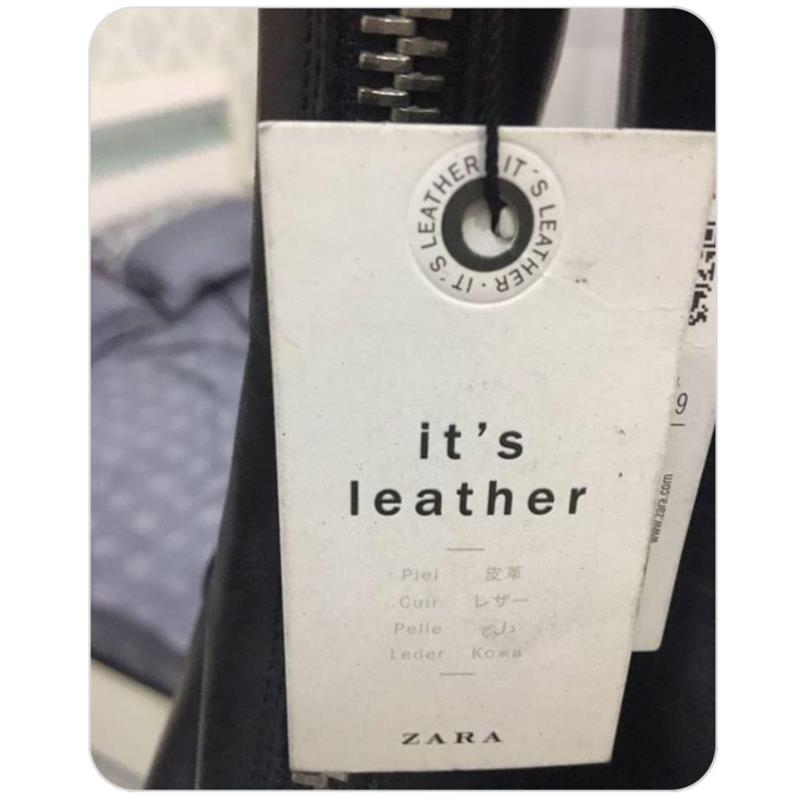 IT´S LEATHER · IT´S LEATHER
it's
leather
Piel 皮革
Cuir レザー
Pelle
Leder Кожа
ZARA
9
www.zara.com